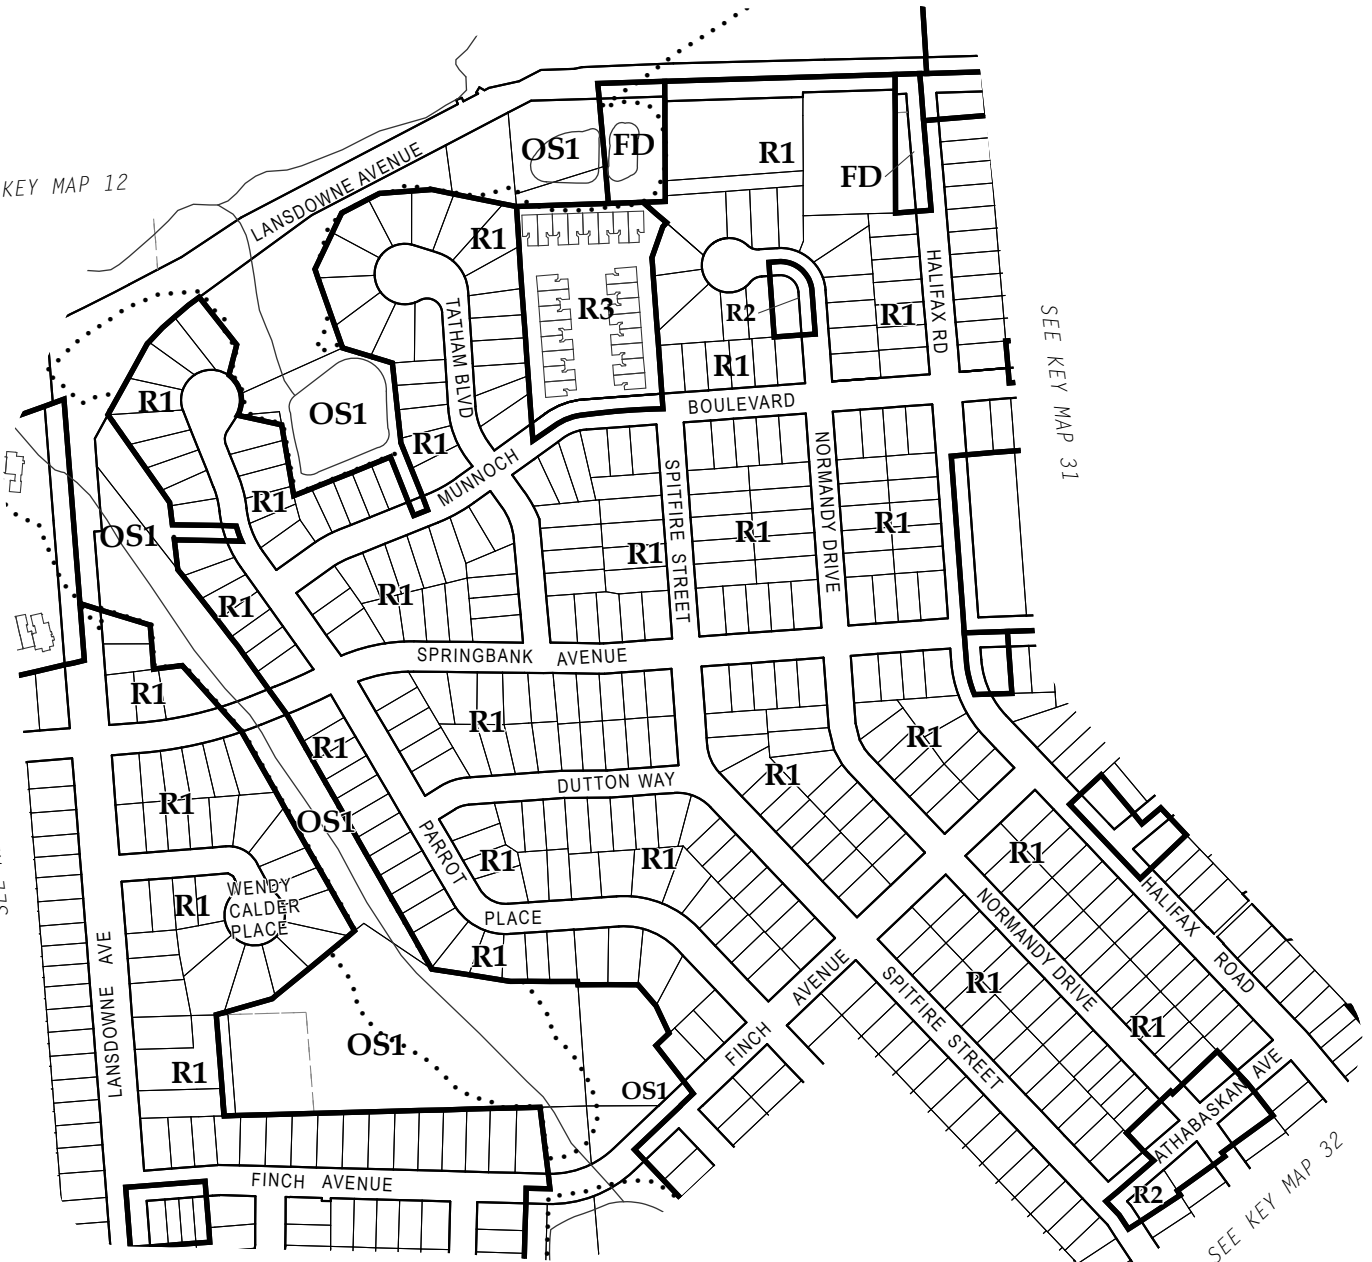 KEY MAP 12
LANSDOWNE AVENUE
OS1
FD
R1
FD
R1
R3
R2
R1
HALIFAX RD
R1
SEE KEY MAP 31
TATHAM BLVD
R1
OS1
R1
R1
MUNNOCH
BOULEVARD
OS1
R1
R1
SPITFIRE STREET
R1
NORMANDY DRIVE
R1
R1
R1
SPRINGBANK AVENUE
R1
R1
R1
R1
R1
DUTTON WAY
R1
OS1
PARROT
PLACE
R1
R1
R1
R1
WENDY
CALDER
PLACE
R1
HALIFAX
ROAD
NORMANDY DRIVE
R1
R1
SPITFIRE STREET
FINCH
AVENUE
LANSDOWNE AVE
R1
OS1
OS1
ATHABASKAN AVE
R2
SEE KEY MAP 32
FINCH AVENUE